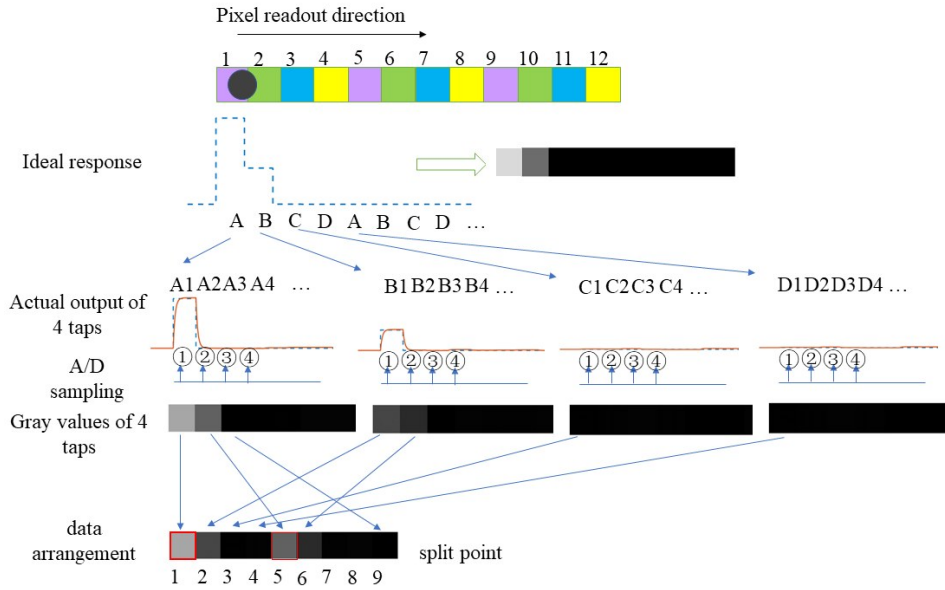 Pixel readout direction
1 2 3 4 5 6 7 8 9 10 11 12
Ideal response
A B C D A B C D ...
A1 A2 A3 A4 ...
B1 B2 B3 B4 ...
C1 C2 C3 C4 ...
D1 D2 D3 D4 ...
Actual output of
4 taps
① ② ③ ④
① ② ③ ④
① ② ③ ④
① ② ③ ④
A/D
sampling
Gray values of 4
taps
data
arrangement
split point
1 2 3 4 5 6 7 8 9